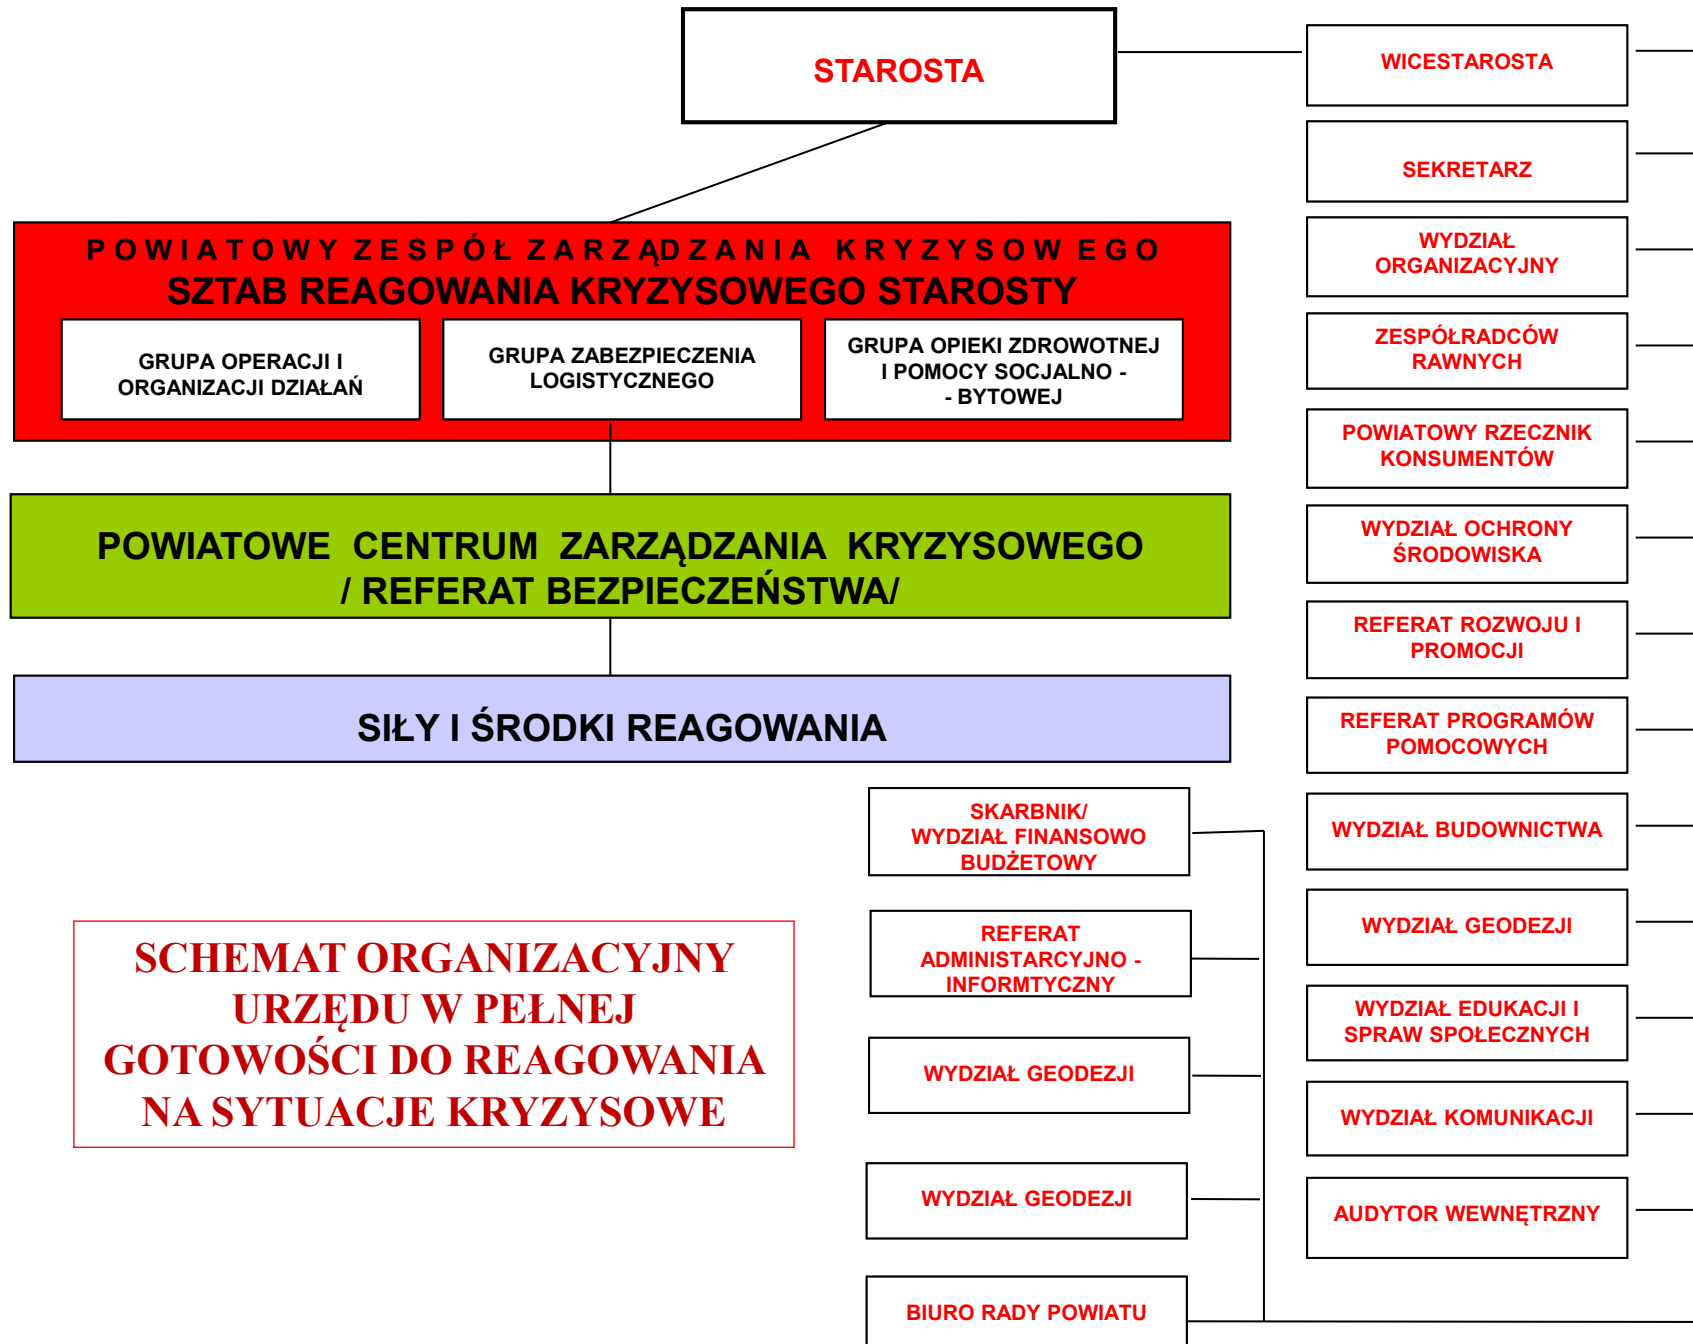 STAROSTA
WICESTAROSTA
SEKRETARZ
WYDZIAŁ
ORGANIZACYJNY
ZESPÓŁRADCÓW
RAWNYCH
POWIATOWY RZECZNIK
KONSUMENTÓW
WYDZIAŁ OCHRONY
ŚRODOWISKA
REFERAT ROZWOJU I
PROMOCJI
REFERAT PROGRAMÓW
POMOCOWYCH
WYDZIAŁ BUDOWNICTWA
WYDZIAŁ GEODEZJI
WYDZIAŁ EDUKACJI I
SPRAW SPOŁECZNYCH
WYDZIAŁ KOMUNIKACJI
AUDYTOR WEWNĘTRZNY
P O W I A T O W Y Z E S P Ó Ł Z A R Z Ą D Z A N I A K R Y Z Y S O W E G O
SZTAB REAGOWANIA KRYZYSOWEGO STAROSTY
GRUPA OPERACJI I
ORGANIZACJI DZIAŁAŃ
GRUPA ZABEZPIECZENIA
LOGISTYCZNEGO
GRUPA OPIEKI ZDROWOTNEJ
I POMOCY SOCJALNO -
- BYTOWEJ
POWIATOWE CENTRUM ZARZĄDZANIA KRYZYSOWEGO
/ REFERAT BEZPIECZEŃSTWA/
SIŁY I ŚRODKI REAGOWANIA
SKARBNIK/
WYDZIAŁ FINANSOWO
BUDŻETOWY
REFERAT
ADMINISTARCYJNO -
INFORMTYCZNY
WYDZIAŁ GEODEZJI
WYDZIAŁ GEODEZJI
BIURO RADY POWIATU
SCHEMAT ORGANIZACYJNY
URZĘDU W PEŁNEJ
GOTOWOŚCI DO REAGOWANIA
NA SYTUACJE KRYZYSOWE